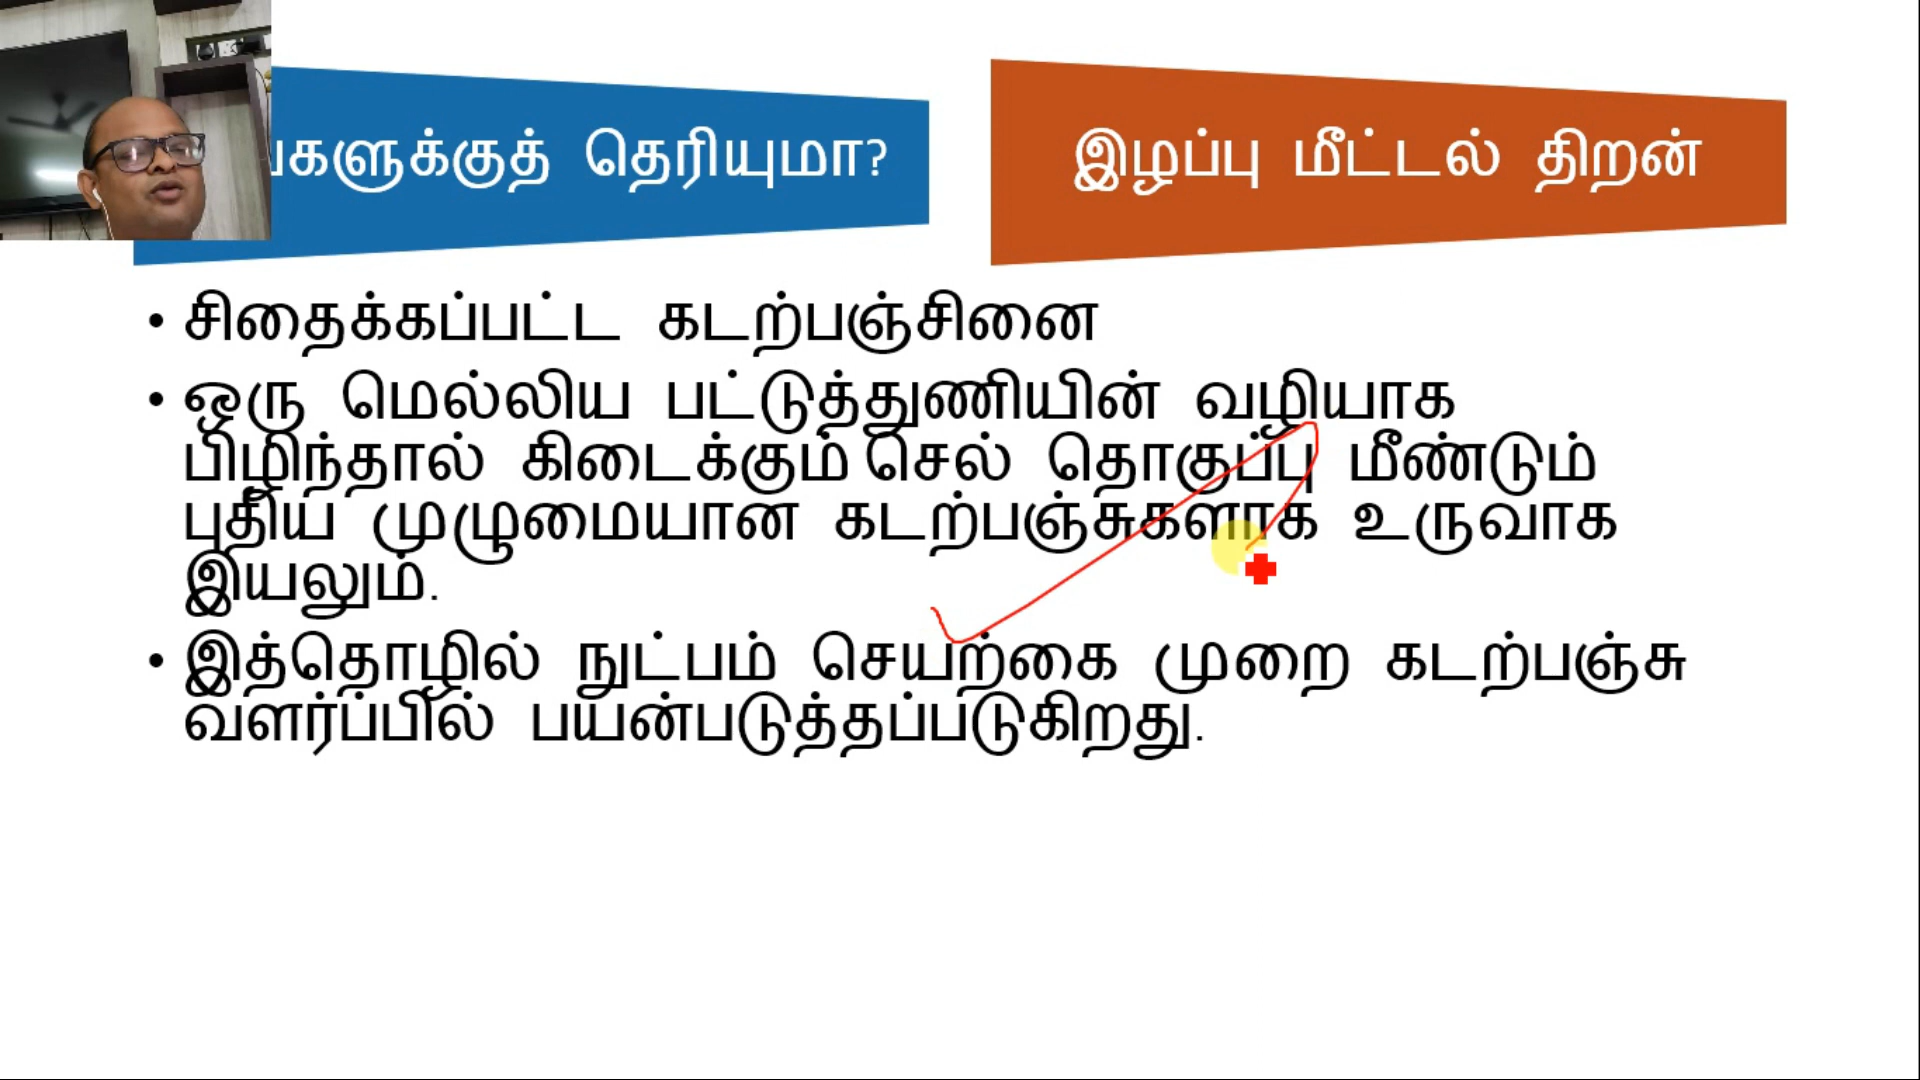 தெரியுமா?
இழப்பு மீட்டல் திறன்
• சிதைக்கப்பட்ட கடற்பஞ்சினை
• ஒரு மெல்லிய பட்டுத்துணியின் வழியாக
பிழிந்தால் கிடைக்கும் செல் தொகுப்பு மீண்டும்
புதிய முழுமையான கடற்பஞ்சுகளாக உருவாக
இயலும்.
• இத்தொழில் நுட்பம் செயற்கை முறை கடற்பஞ்சு
வளர்ப்பில் பயன்படுத்தப்படுகிறது.